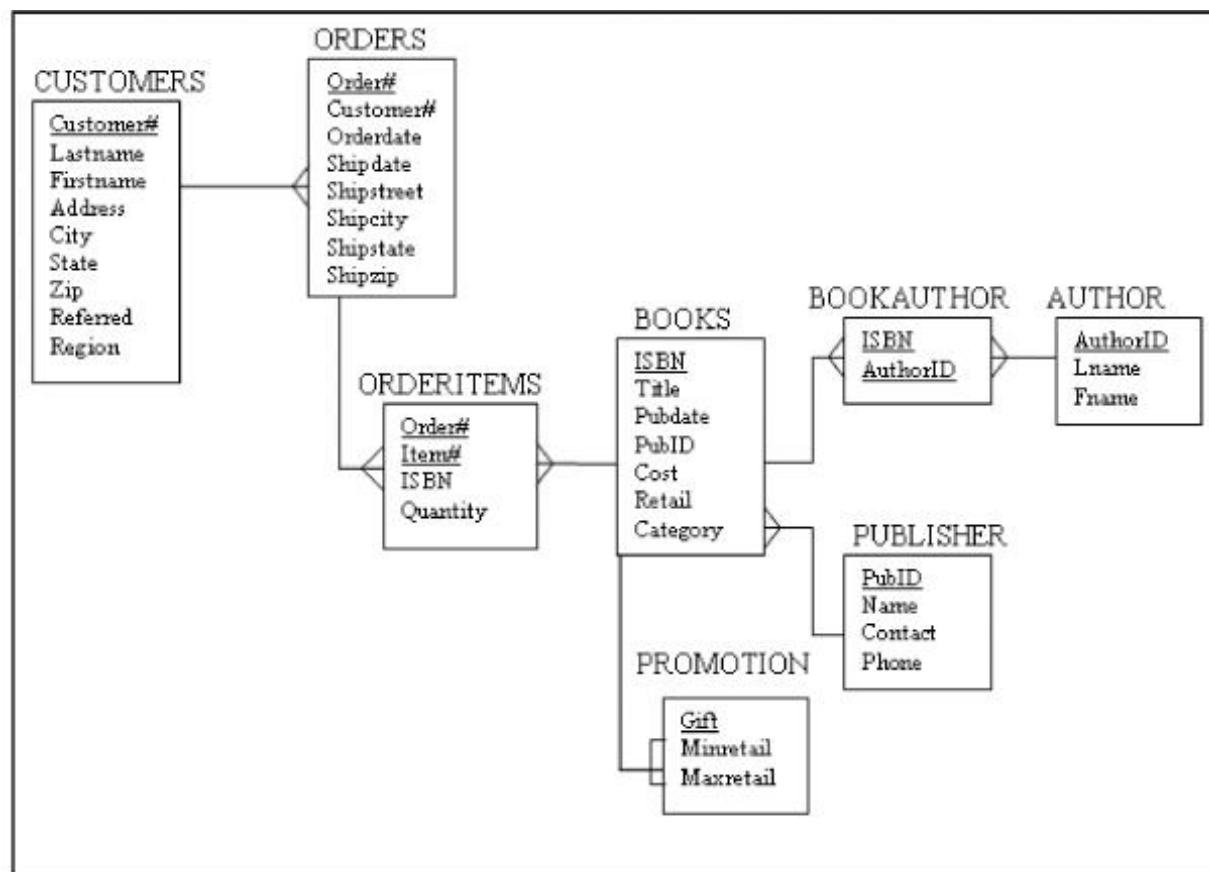 CUSTOMERS
Customer#
Lastname
Firstname
Address
City
State
Zip
Referred
Region
ORDERS
Order#
Customer#
Orderdate
Shipdate
Shipstreet
Shipcity
Shipstate
Shipzip
ORDERITEMS
Order#
Item#
ISBN
Quantity
BOOKS
ISBN
Title
Pubdate
PubID
Cost
Retail
Category
BOOKAUTHOR
ISBN
AuthorID
AUTHOR
AuthorID
Lname
Fname
PUBLISHER
PubID
Name
Contact
Phone
PROMOTION
Gift
Minretail
Maxretail